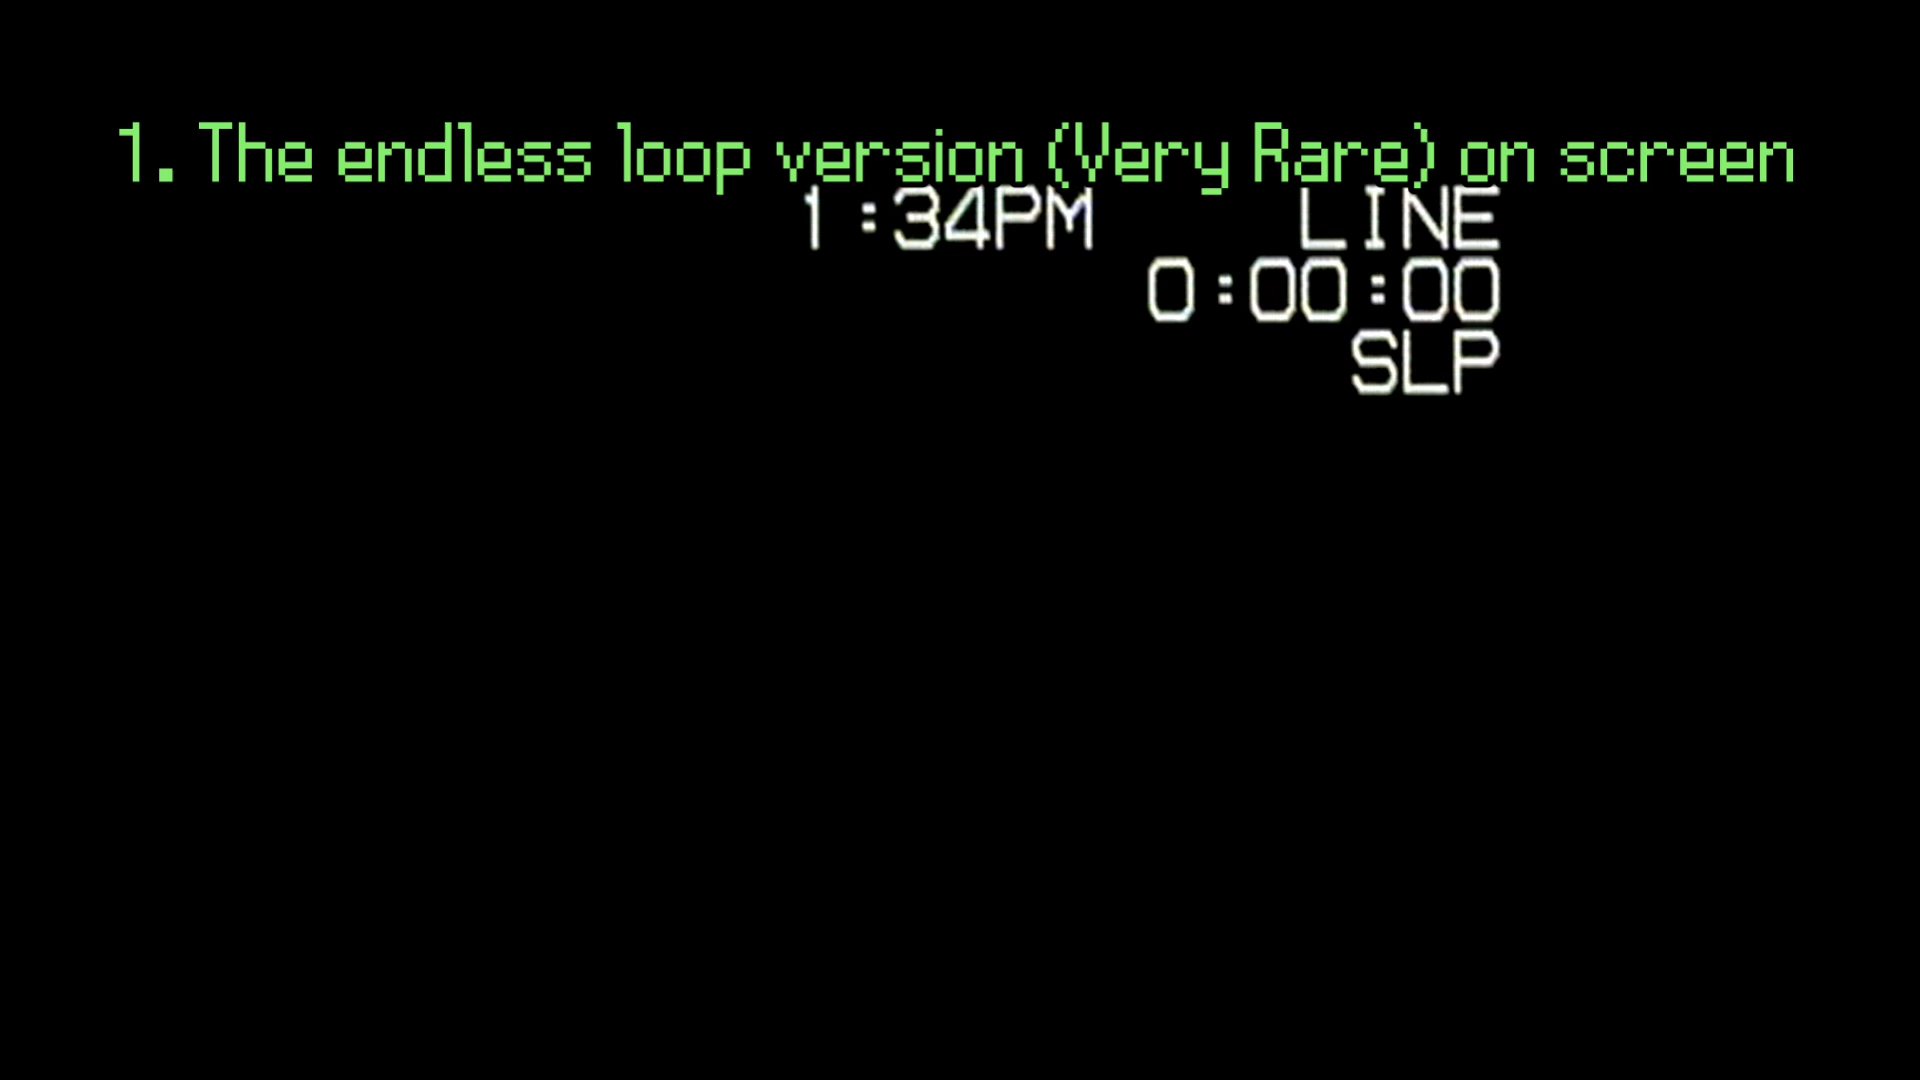 1. The endless loop version (Very Rare) on screen
1:34PM LINE
0:00:00
SLP